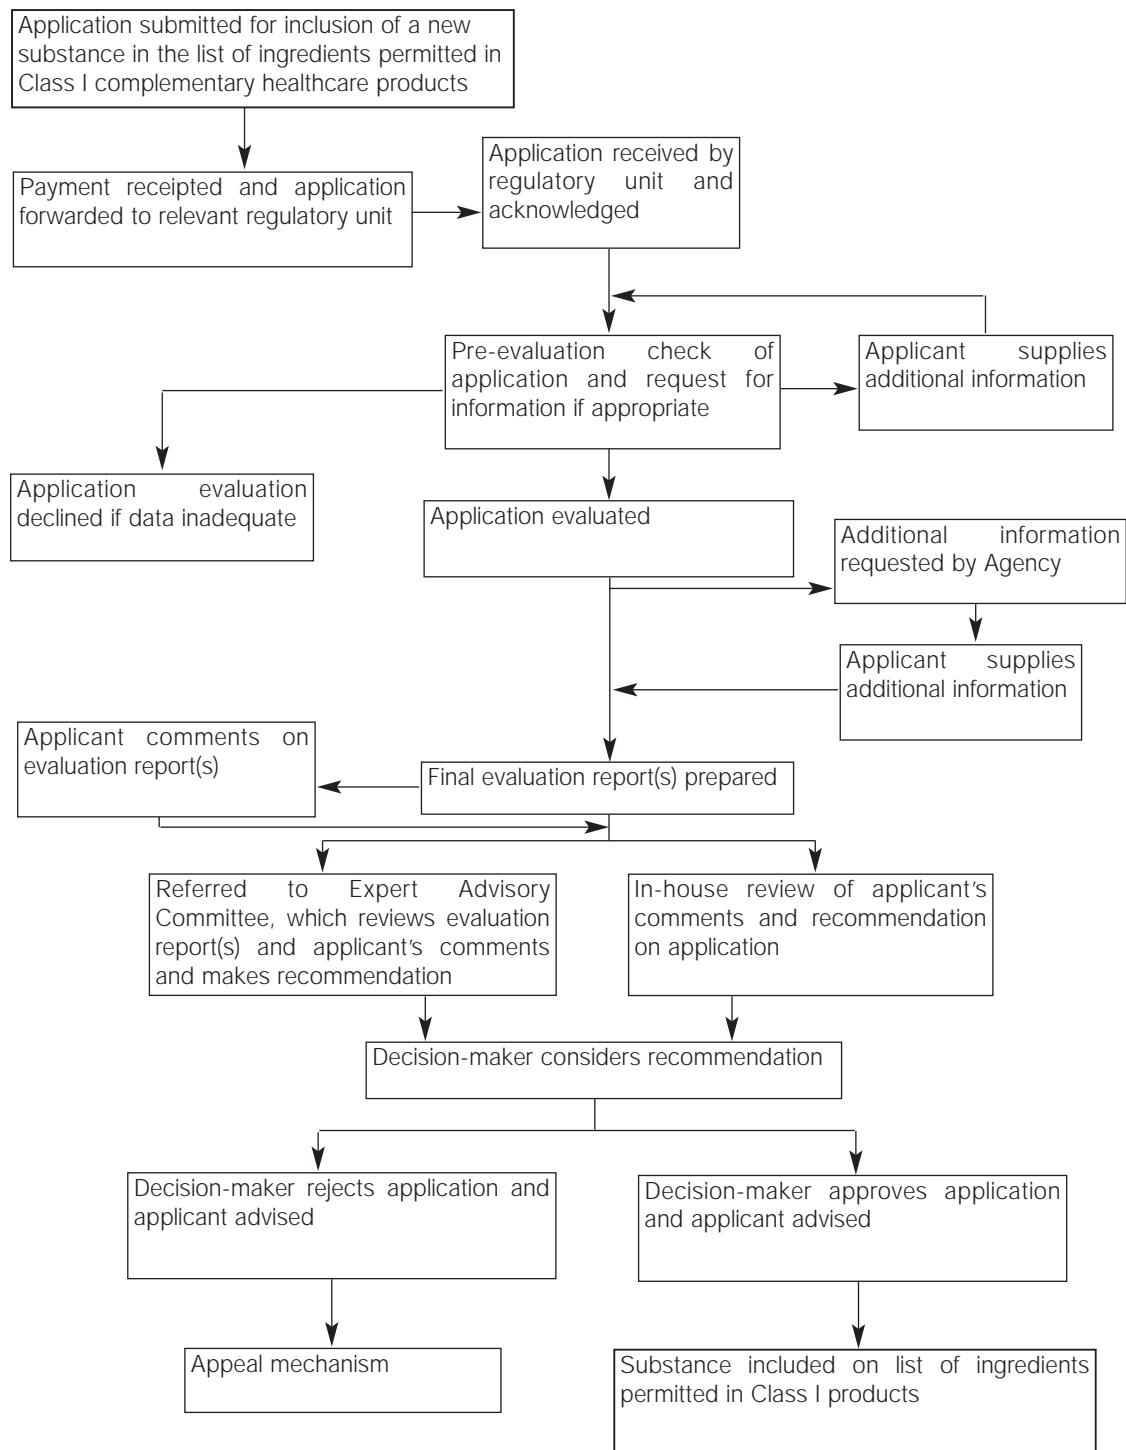 Application submitted for inclusion of a new
substance in the list of ingredients permitted in
Class I complementary healthcare products
Payment receipted and application
forwarded to relevant regulatory unit
Application received by
regulatory unit and
acknowledged
Pre-evaluation check of
application and request for
information if appropriate
Applicant supplies
additional information
Application evaluation
declined if data inadequate
Application evaluated
Additional information
requested by Agency
Applicant supplies
additional information
Applicant comments on
evaluation report(s)
Final evaluation report(s) prepared
Referred to Expert Advisory
Committee, which reviews evaluation
report(s) and applicant's comments
and makes recommendation
In-house review of applicant's
comments and recommendation
on application
Decision-maker considers recommendation
Decision-maker rejects application and
applicant advised
Decision-maker approves application
and applicant advised
Appeal mechanism
Substance included on list of ingredients
permitted in Class I products